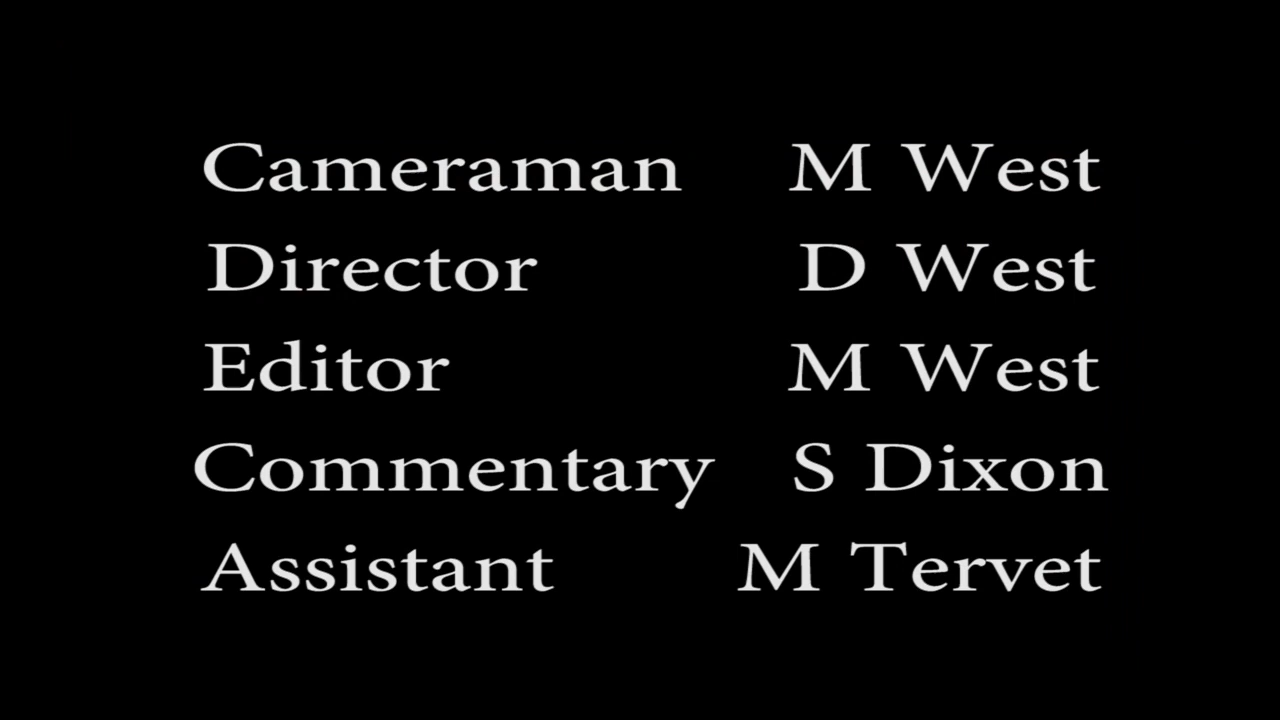 Cameraman M West
Director D West
Editor M West
Commentary S Dixon
Assistant M Tervet